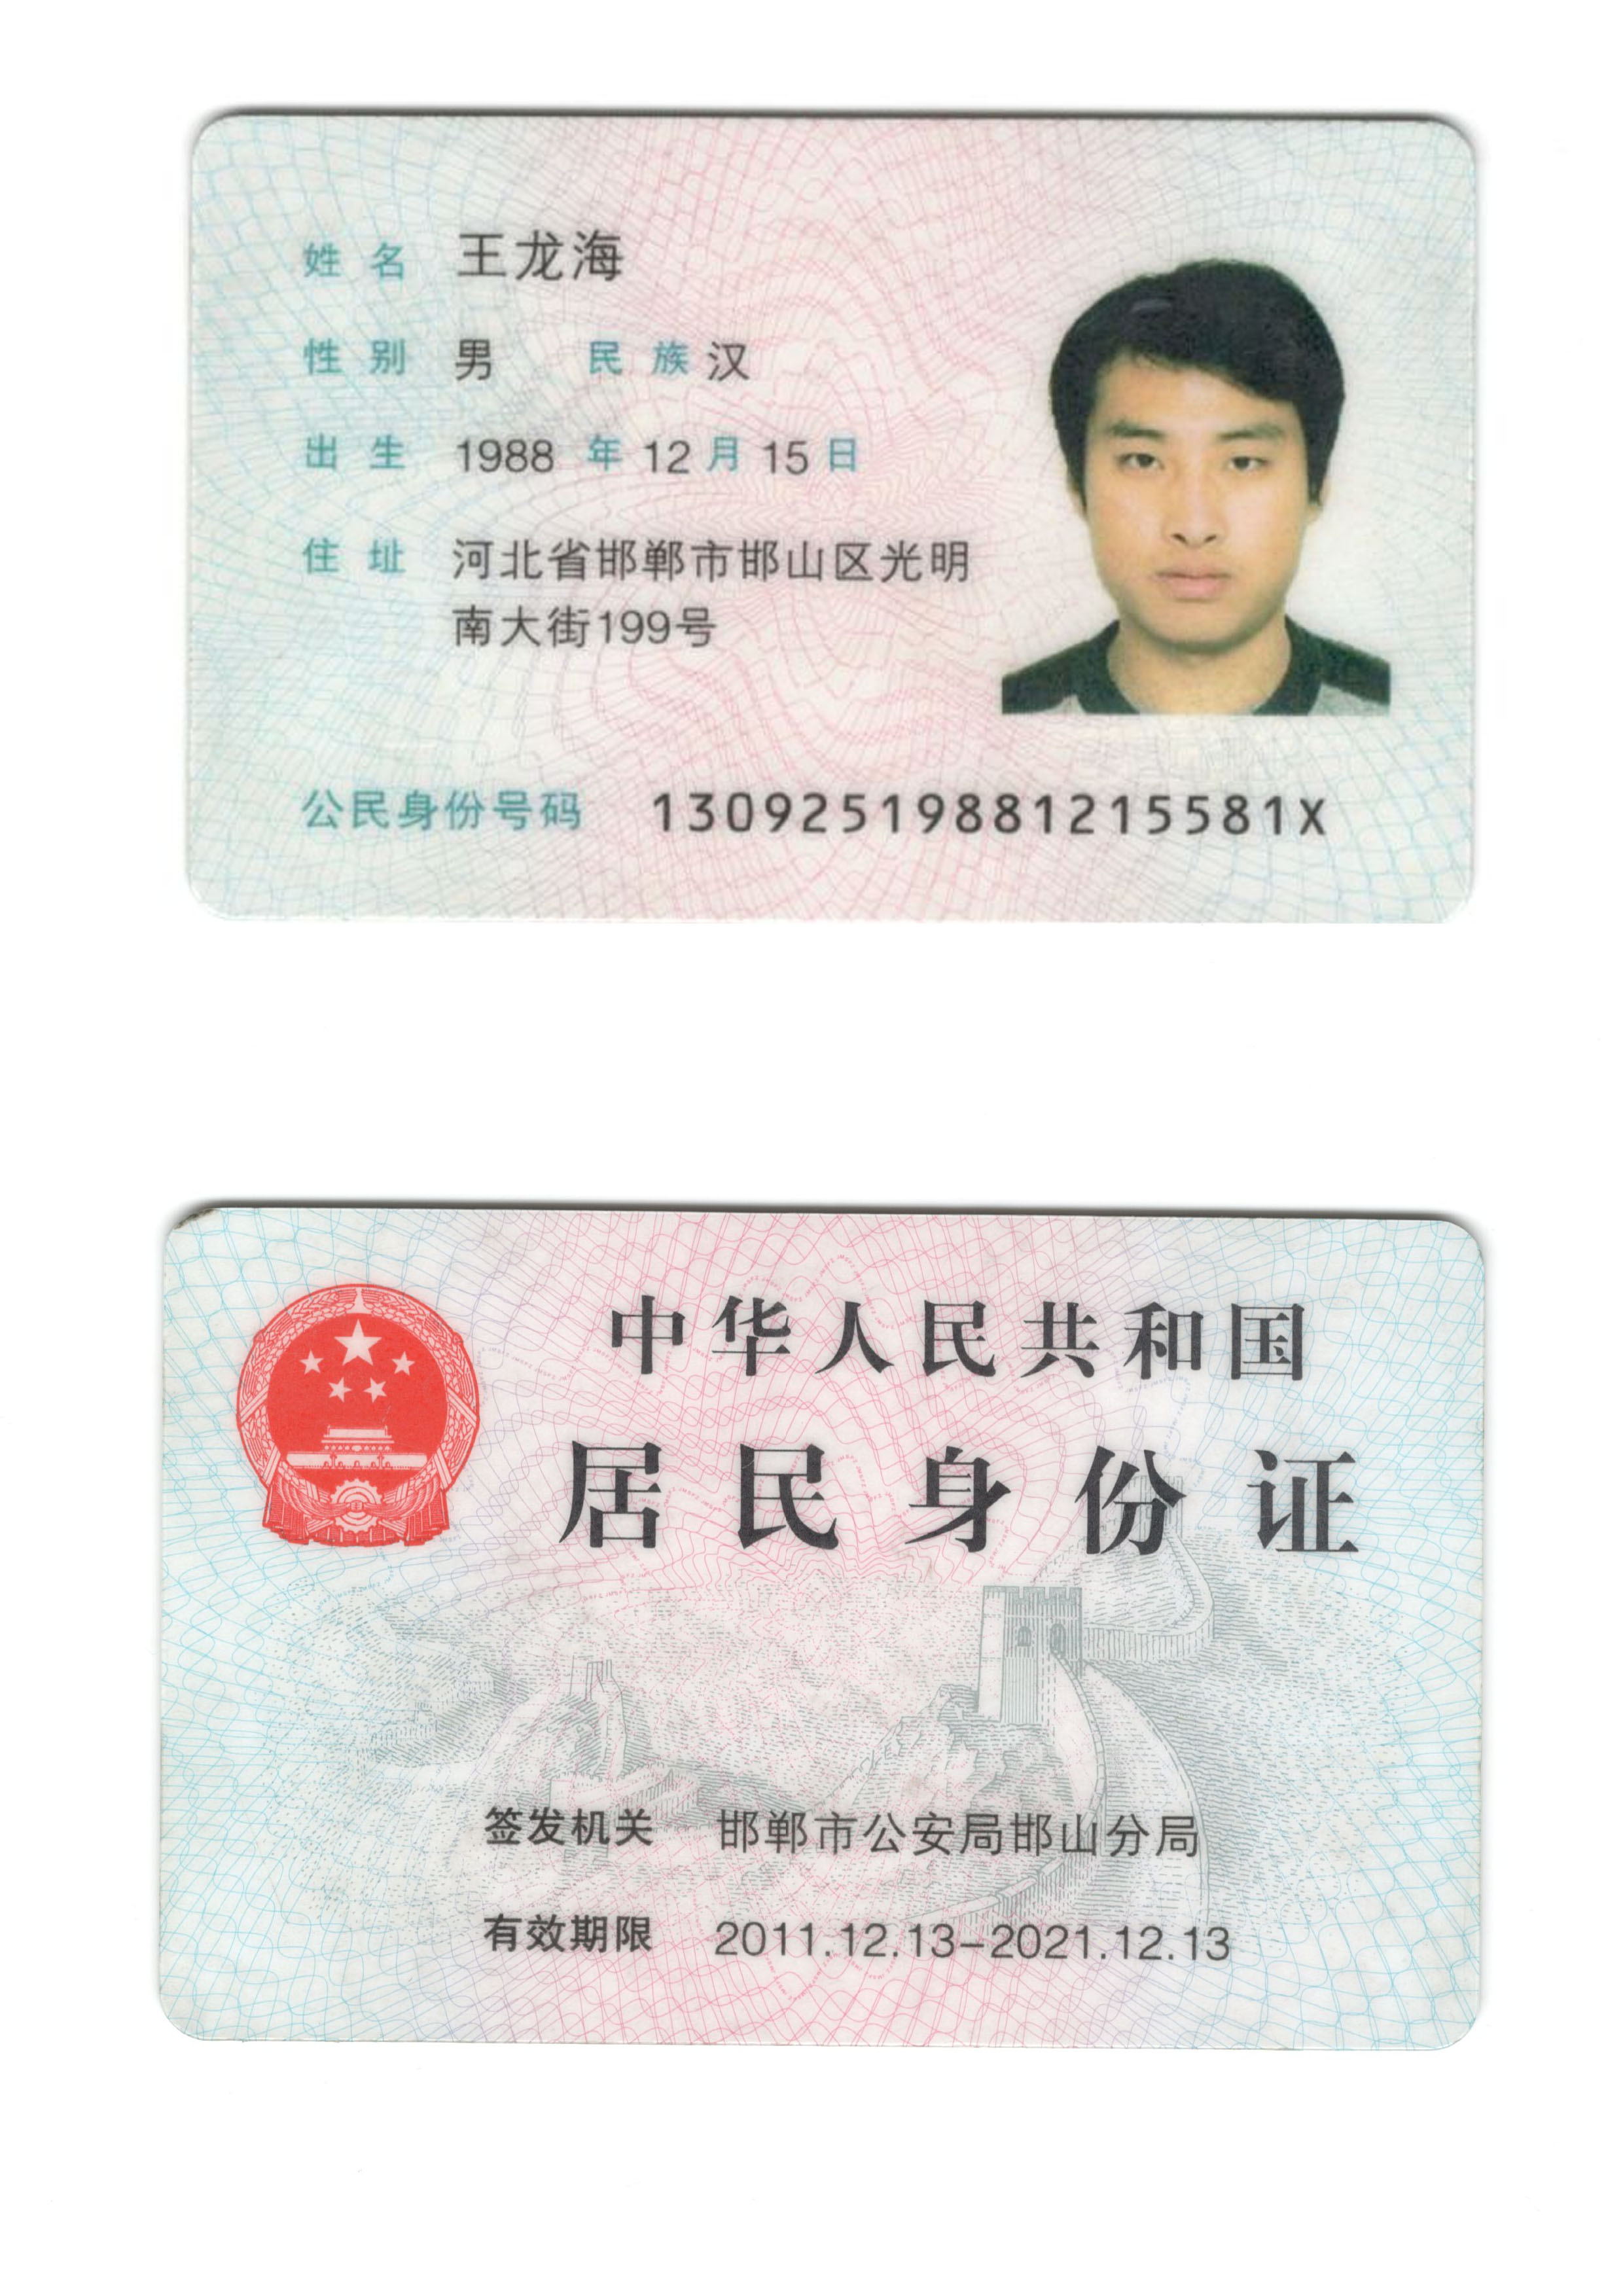 姓名 王龙海
性别 男 民族 汉
出生 1988 年 12 月 15 日
住址 河北省邯郸市邯山区光明
南大街199号
公民身份号码 13092519881215581X
中华人民共和国
居民身份证
签发机关 邯郸市公安局邯山分局
有效期限 2011.12.13-2021.12.13